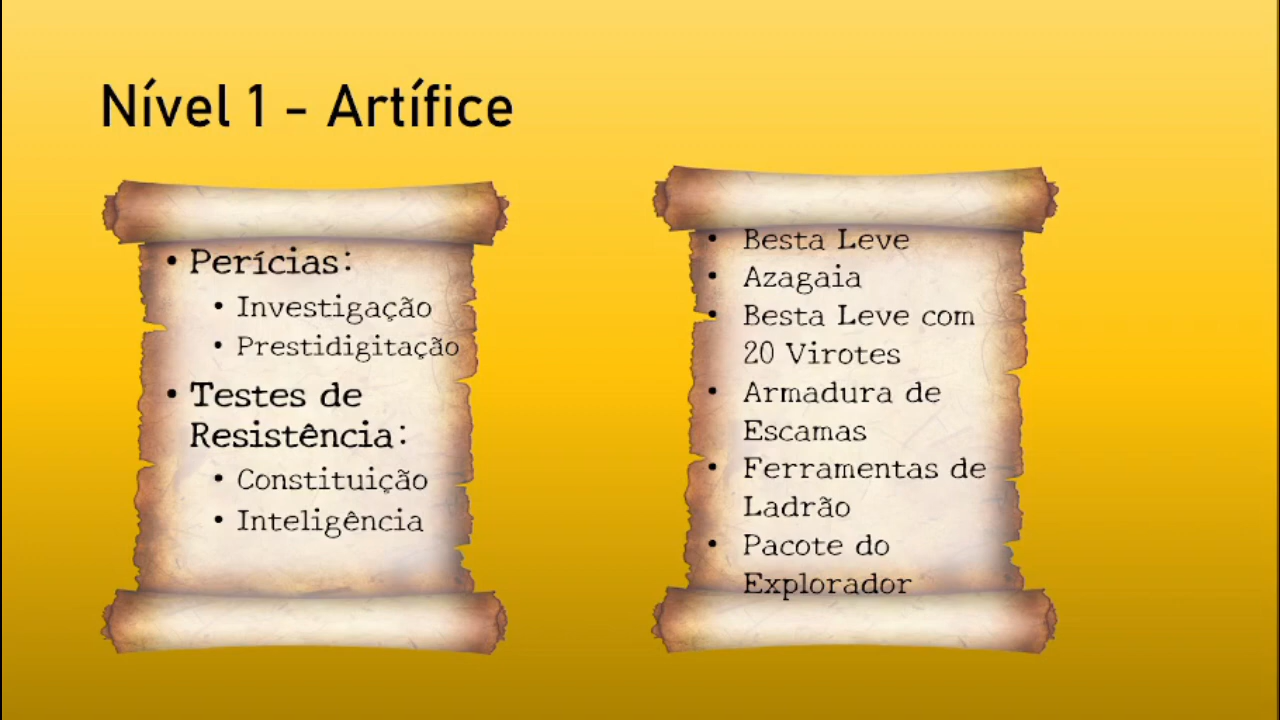 Nível 1 - Artífice
• Perícias:
• Investigação
• Prestidigitação
• Testes de
Resistência:
• Constituição
• Inteligência
• Besta Leve
• Azagaia
• Besta Leve com
20 Virotes
• Armadura de
Escamas
• Ferramentas de
Ladrão
• Pacote do
Explorador